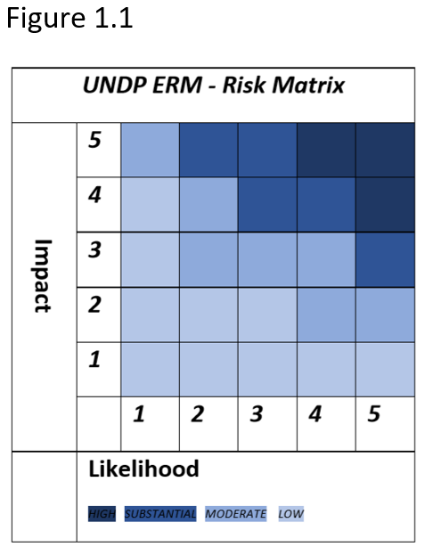 Figure 1.1
UNDP ERM - Risk Matrix
Impact
5
4
3
2
1
1 2 3 4 5
Likelihood
HIGH SUBSTANTIAL MODERATE LOW